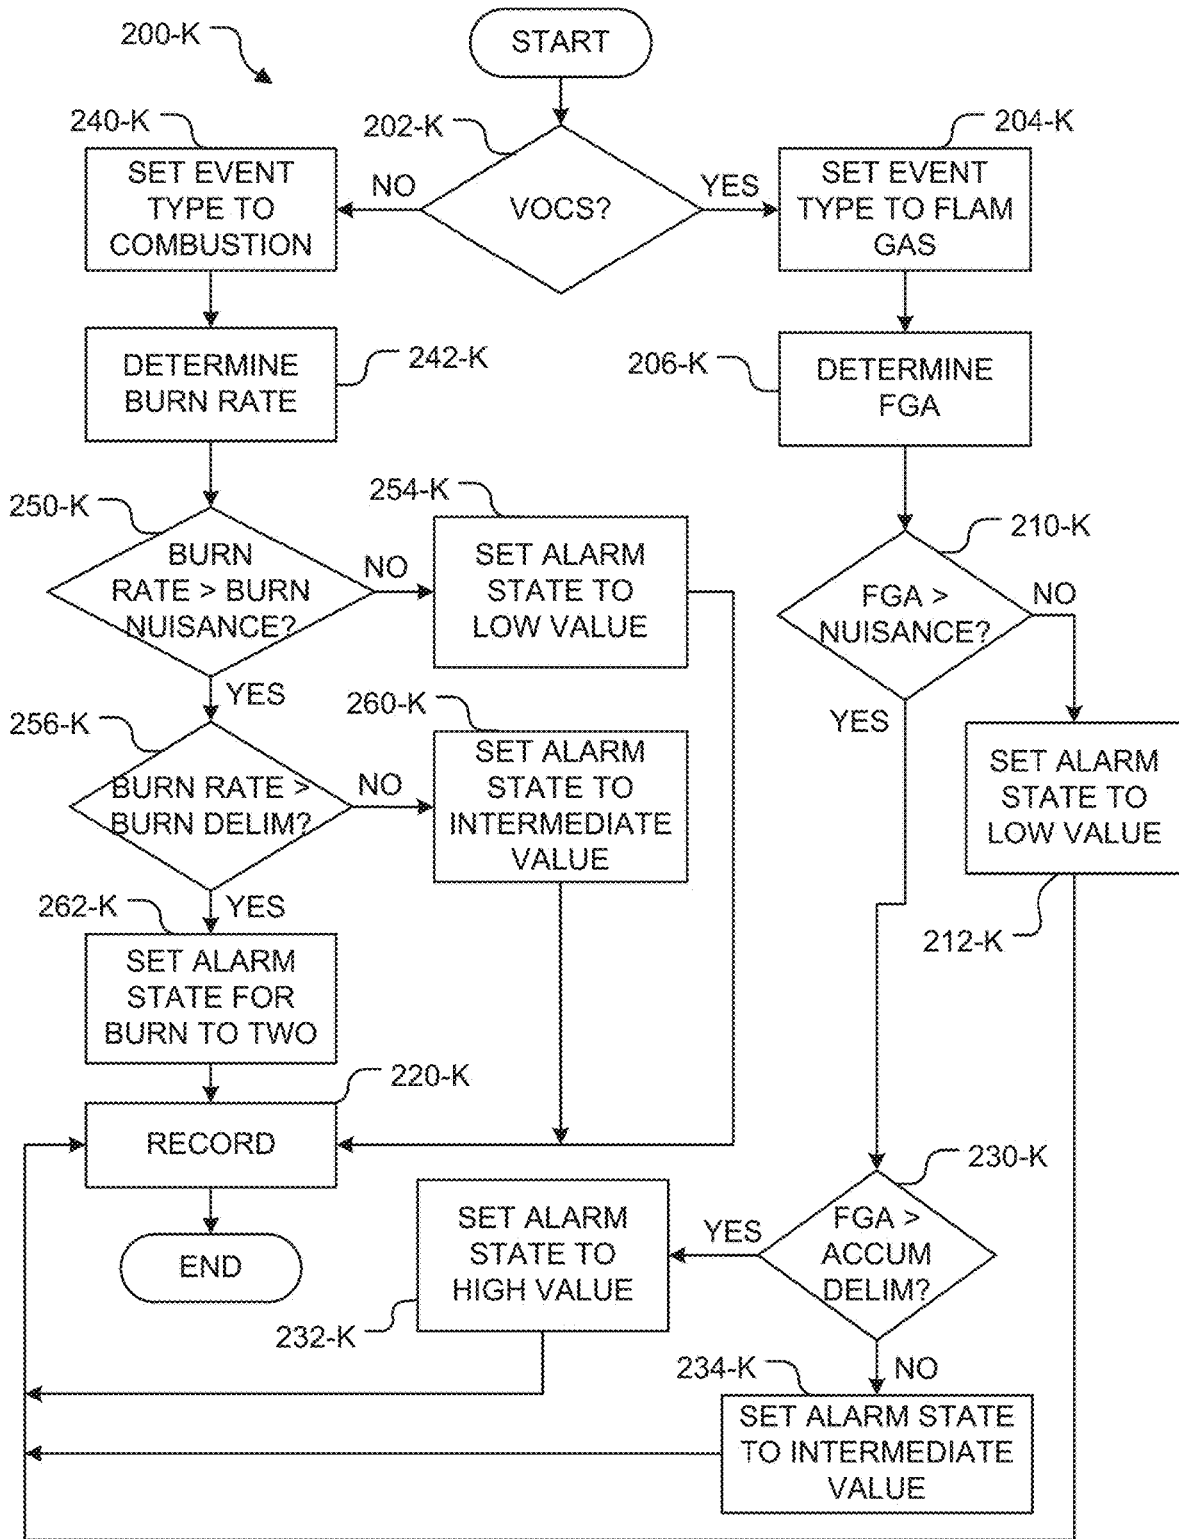 200-K
START
240-K
202-K
204-K
SET EVENT
TYPE TO
COMBUSTION
NO
VOCS?
YES
SET EVENT
TYPE TO FLAM
GAS
DETERMINE
BURN RATE
242-K
206-K
DETERMINE
FGA
250-K
254-K
210-K
BURN
RATE > BURN
NUISANCE?
NO
SET ALARM
STATE TO
LOW VALUE
FGA >
NUISANCE?
NO
YES
YES
256-K
260-K
BURN RATE >
BURN DELIM?
NO
SET ALARM
STATE TO
INTERMEDIATE
VALUE
SET ALARM
STATE TO
LOW VALUE
212-K
YES
262-K
SET ALARM
STATE FOR
BURN TO TWO
220-K
RECORD
END
230-K
FGA >
ACCUM
DELIM?
YES
SET ALARM
STATE TO
HIGH VALUE
232-K
NO
234-K
SET ALARM STATE
TO INTERMEDIATE
VALUE